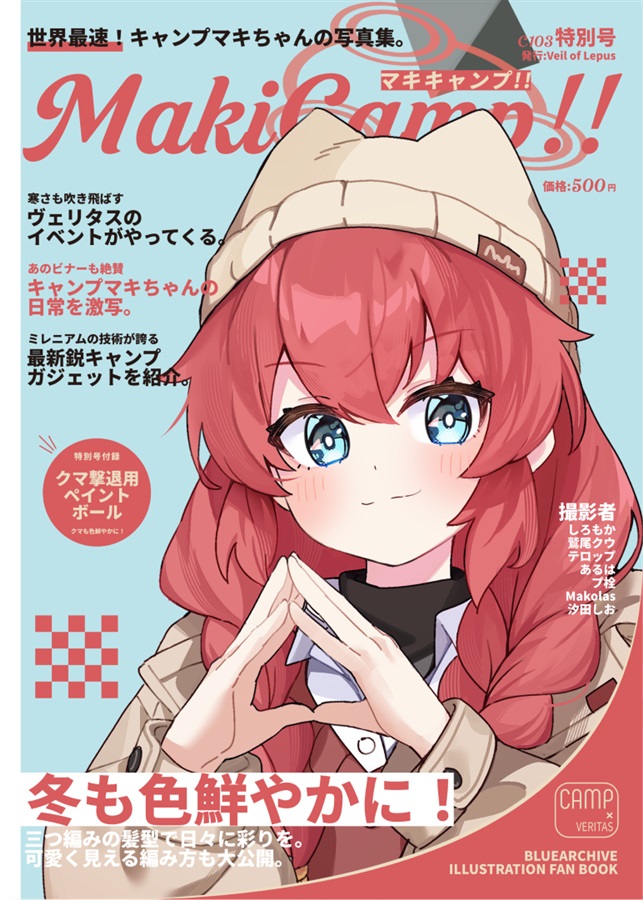 世界最速！キャンプマキちゃんの写真集。
C103 特別号
発行:Veil of Lepus
マキキャンプ!!
MakiCamp!!
価格:500円
寒さも吹き飛ばす
ヴェリタスの
イベントがやってくる。
あのビナーも絶賛
キャンプマキちゃんの
日常を激写。
ミレニアムの技術が誇る
最新鋭キャンプ
ガジェットを紹介。
特別号付録
クマ撃退用
ペイント
ボール
クマも色鮮やかに！
撮影者
しろもか
鷲尾クウ
テロップ
あるは
プ栓
Makolas
汐田しお
冬も色鮮やかに！
三つ編みの髪型で日々に彩りを。
可愛く見える編み方も大公開。
CAMP
×
VERITAS
BLUEARCHIVE
ILLUSTRATION FAN BOOK